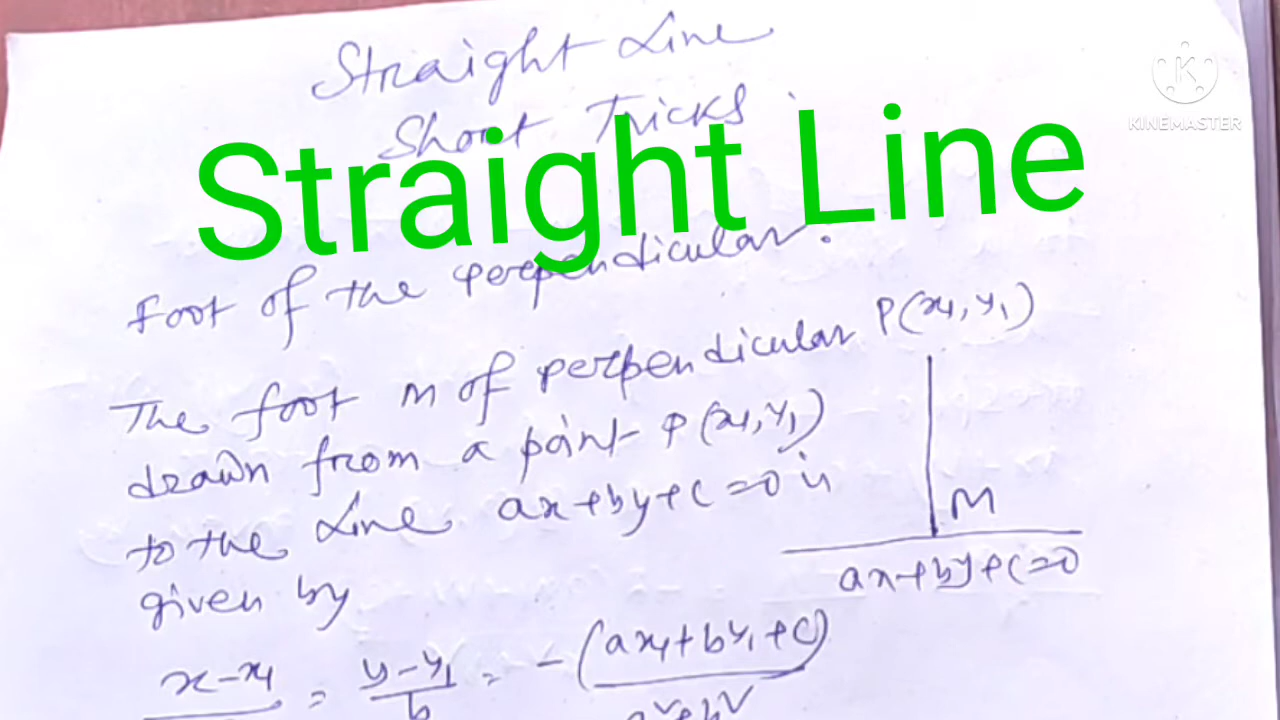 Straight Line
Short Tricks.
Straight Line
KINEMASTER
Foot of the perpendicular.
The foot M of perpendicular
drawn from a point P(x₁,y₁)
to the Line ax+by+c=0 is
given by
P(x₁,y₁)
M
ax+by+c=0
x-x₁ = y-y₁ = -(ax₁+by₁+c)
b a²+b²